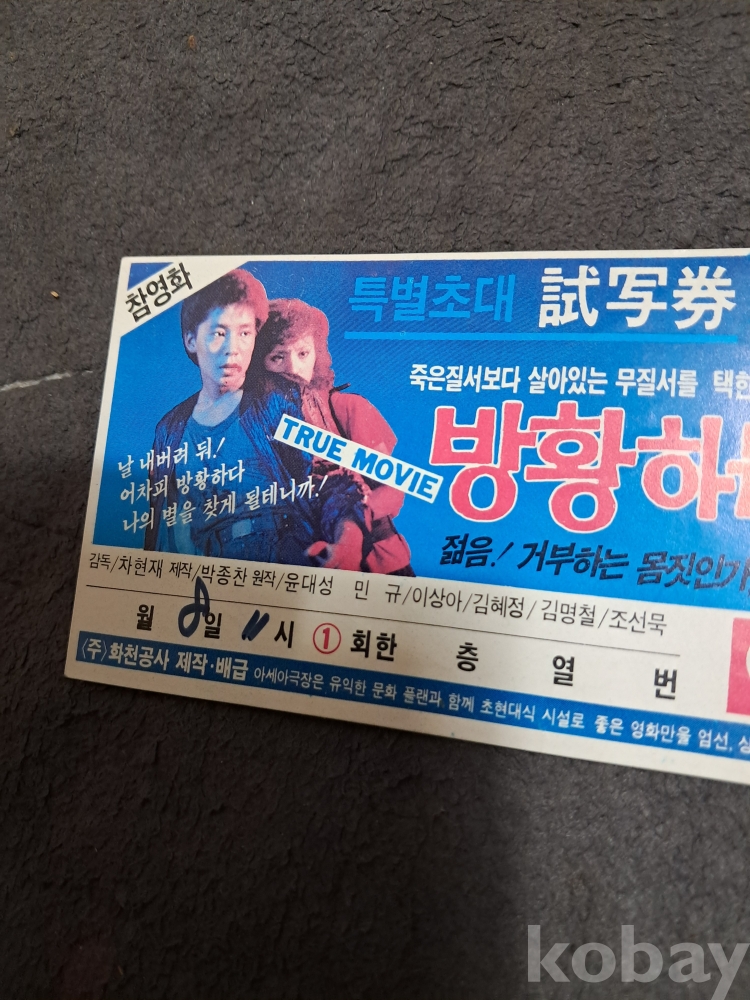 참영화
특별초대 試写券
죽은질서보다 살아있는 무질서를 택한
TRUE MOVIE
방황하는
젊음! 거부하는 몸짓인가
날 내버려 둬!
어차피 방황하다
나의 별을 찾게 될테니까!
감독/차현재 제작/박종찬 원작/윤대성 민 규/이상아/김혜정/김명철/조선묵
월 8일 11시 ①회한 층 열 번
(주)화천공사 제작·배급 아세아극장은 유익한 문화 플랜과 함께 초현대식 시설로 좋은 영화만을 엄선, 상
kobay